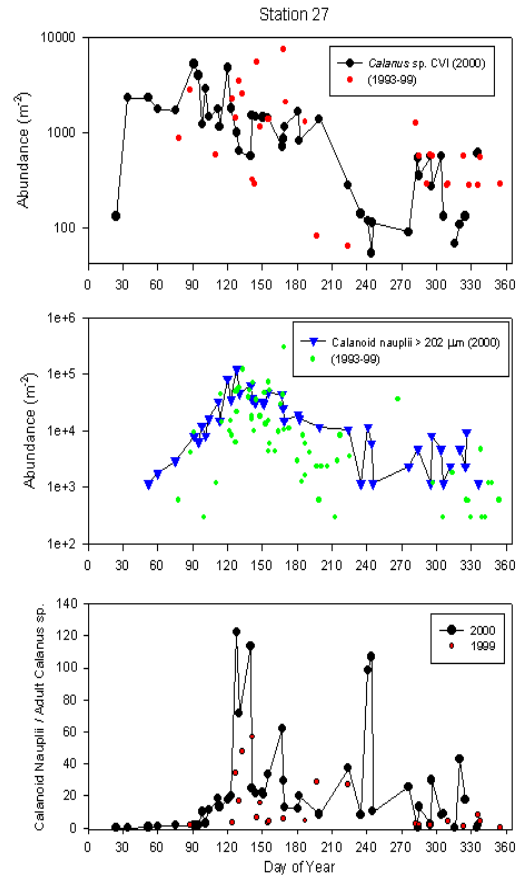 Station 27
Abundance (m-2)
10000
1000
100
Calanus sp. CVI (2000)
(1993-99)
0 30 60 90 120 150 180 210 240 270 300 330 360
Abundance (m-2)
1e+6
1e+5
1e+4
1e+3
1e+2
Calanoid nauplii > 202 μm (2000)
(1993-99)
0 30 60 90 120 150 180 210 240 270 300 330 360
Calanoid Nauplii / Adult Calanus sp.
140
120
100
80
60
40
20
0
2000
1999
0 30 60 90 120 150 180 210 240 270 300 330 360
Day of Year